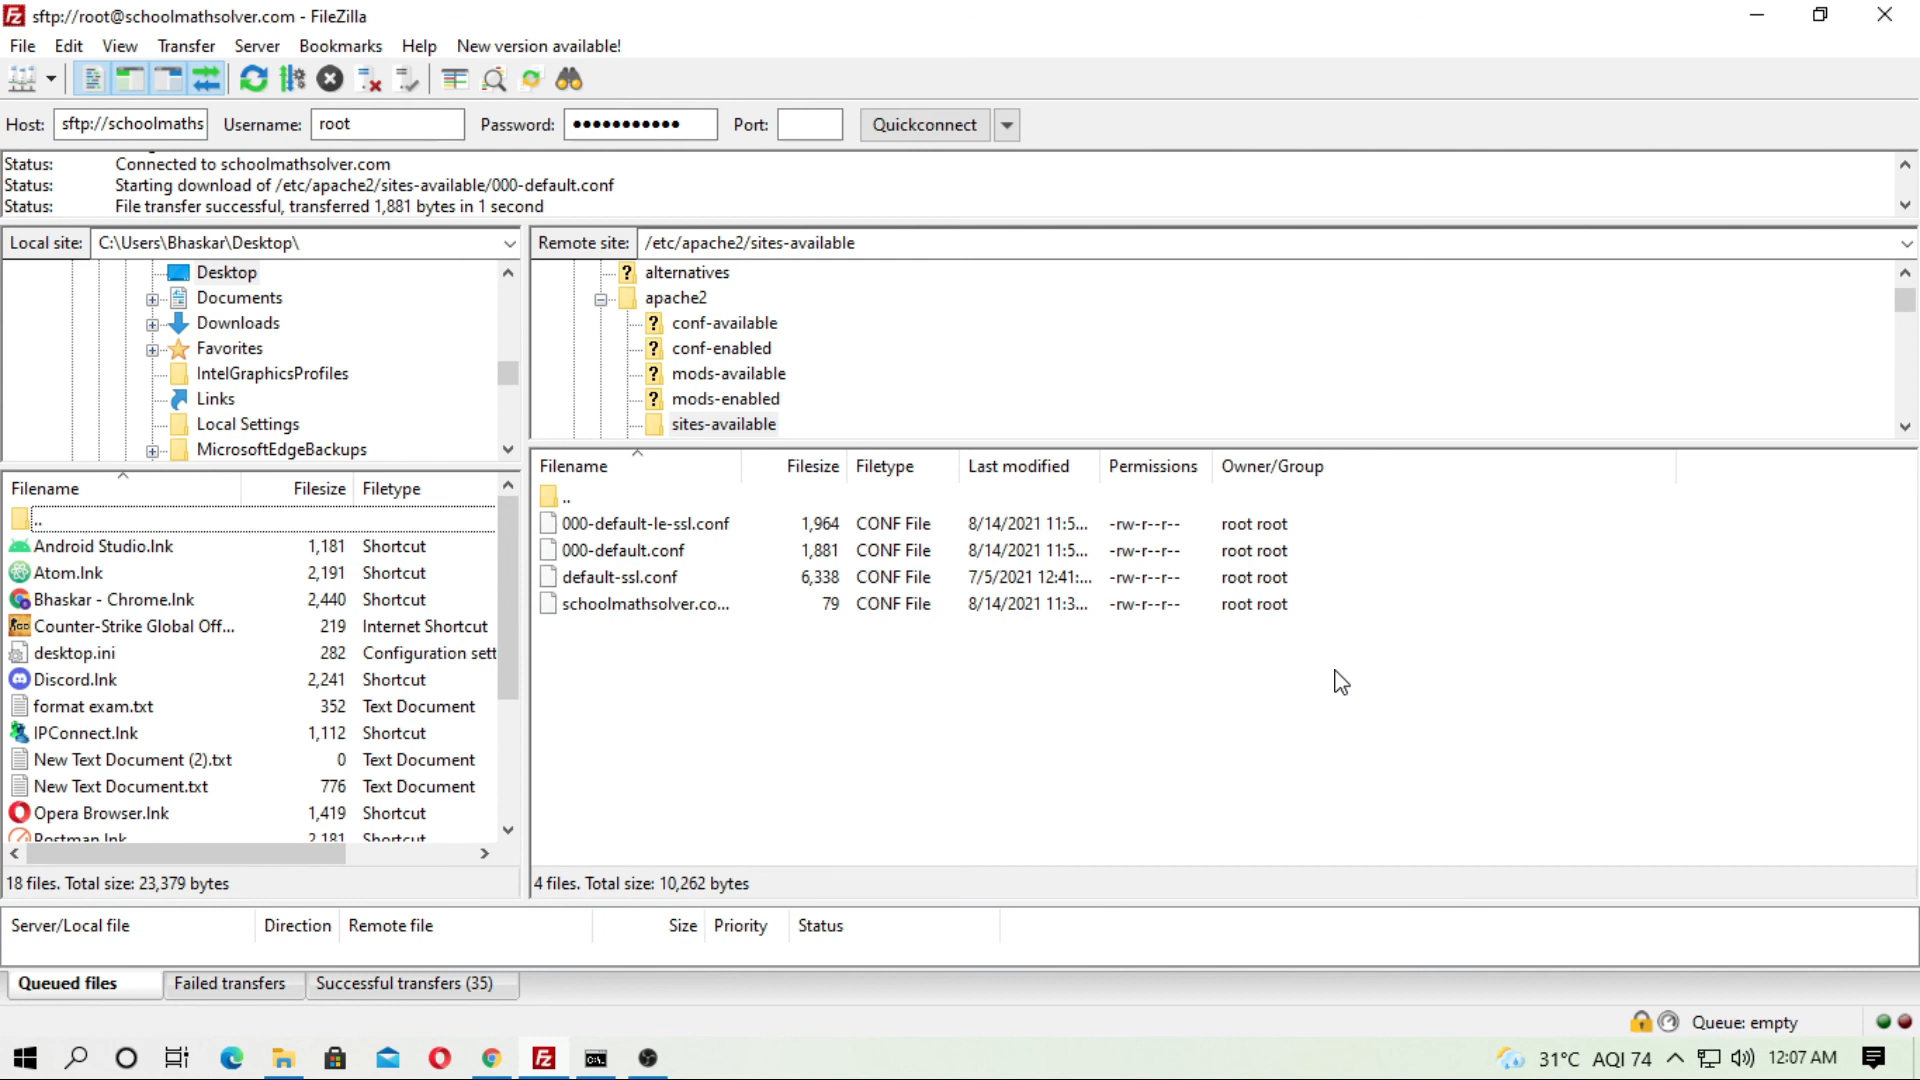 sftp://root@schoolmathsolver.com - FileZilla
File Edit View Transfer Server Bookmarks Help New version available!
Host: sftp://schoolmaths Username: root Password: ●●●●●●●●●●● Port: Quickconnect
Status: Connected to schoolmathsolver.com
Status: Starting download of /etc/apache2/sites-available/000-default.conf
Status: File transfer successful, transferred 1,881 bytes in 1 second
Local site: C:\Users\Bhaskar\Desktop\
Desktop
Documents
Downloads
Favorites
IntelGraphicsProfiles
Links
Local Settings
MicrosoftEdgeBackups
Filename Filesize Filetype
..
Android Studio.lnk 1,181 Shortcut
Atom.lnk 2,191 Shortcut
Bhaskar - Chrome.lnk 2,440 Shortcut
Counter-Strike Global Off... 219 Internet Shortcut
desktop.ini 282 Configuration sett
Discord.lnk 2,241 Shortcut
format exam.txt 352 Text Document
IPConnect.lnk 1,112 Shortcut
New Text Document (2).txt 0 Text Document
New Text Document.txt 776 Text Document
Opera Browser.lnk 1,419 Shortcut
Postman.lnk 2,181 Shortcut
18 files. Total size: 23,379 bytes
Remote site: /etc/apache2/sites-available
alternatives
apache2
conf-available
conf-enabled
mods-available
mods-enabled
sites-available
Filename Filesize Filetype Last modified Permissions Owner/Group
..
000-default-le-ssl.conf 1,964 CONF File 8/14/2021 11:5... -rw-r--r-- root root
000-default.conf 1,881 CONF File 8/14/2021 11:5... -rw-r--r-- root root
default-ssl.conf 6,338 CONF File 7/5/2021 12:41:... -rw-r--r-- root root
schoolmathsolver.co... 79 CONF File 8/14/2021 11:3... -rw-r--r-- root root
4 files. Total size: 10,262 bytes
Server/Local file Direction Remote file Size Priority Status
Queued files Failed transfers Successful transfers (35)
Queue: empty
31°C AQI 74 12:07 AM